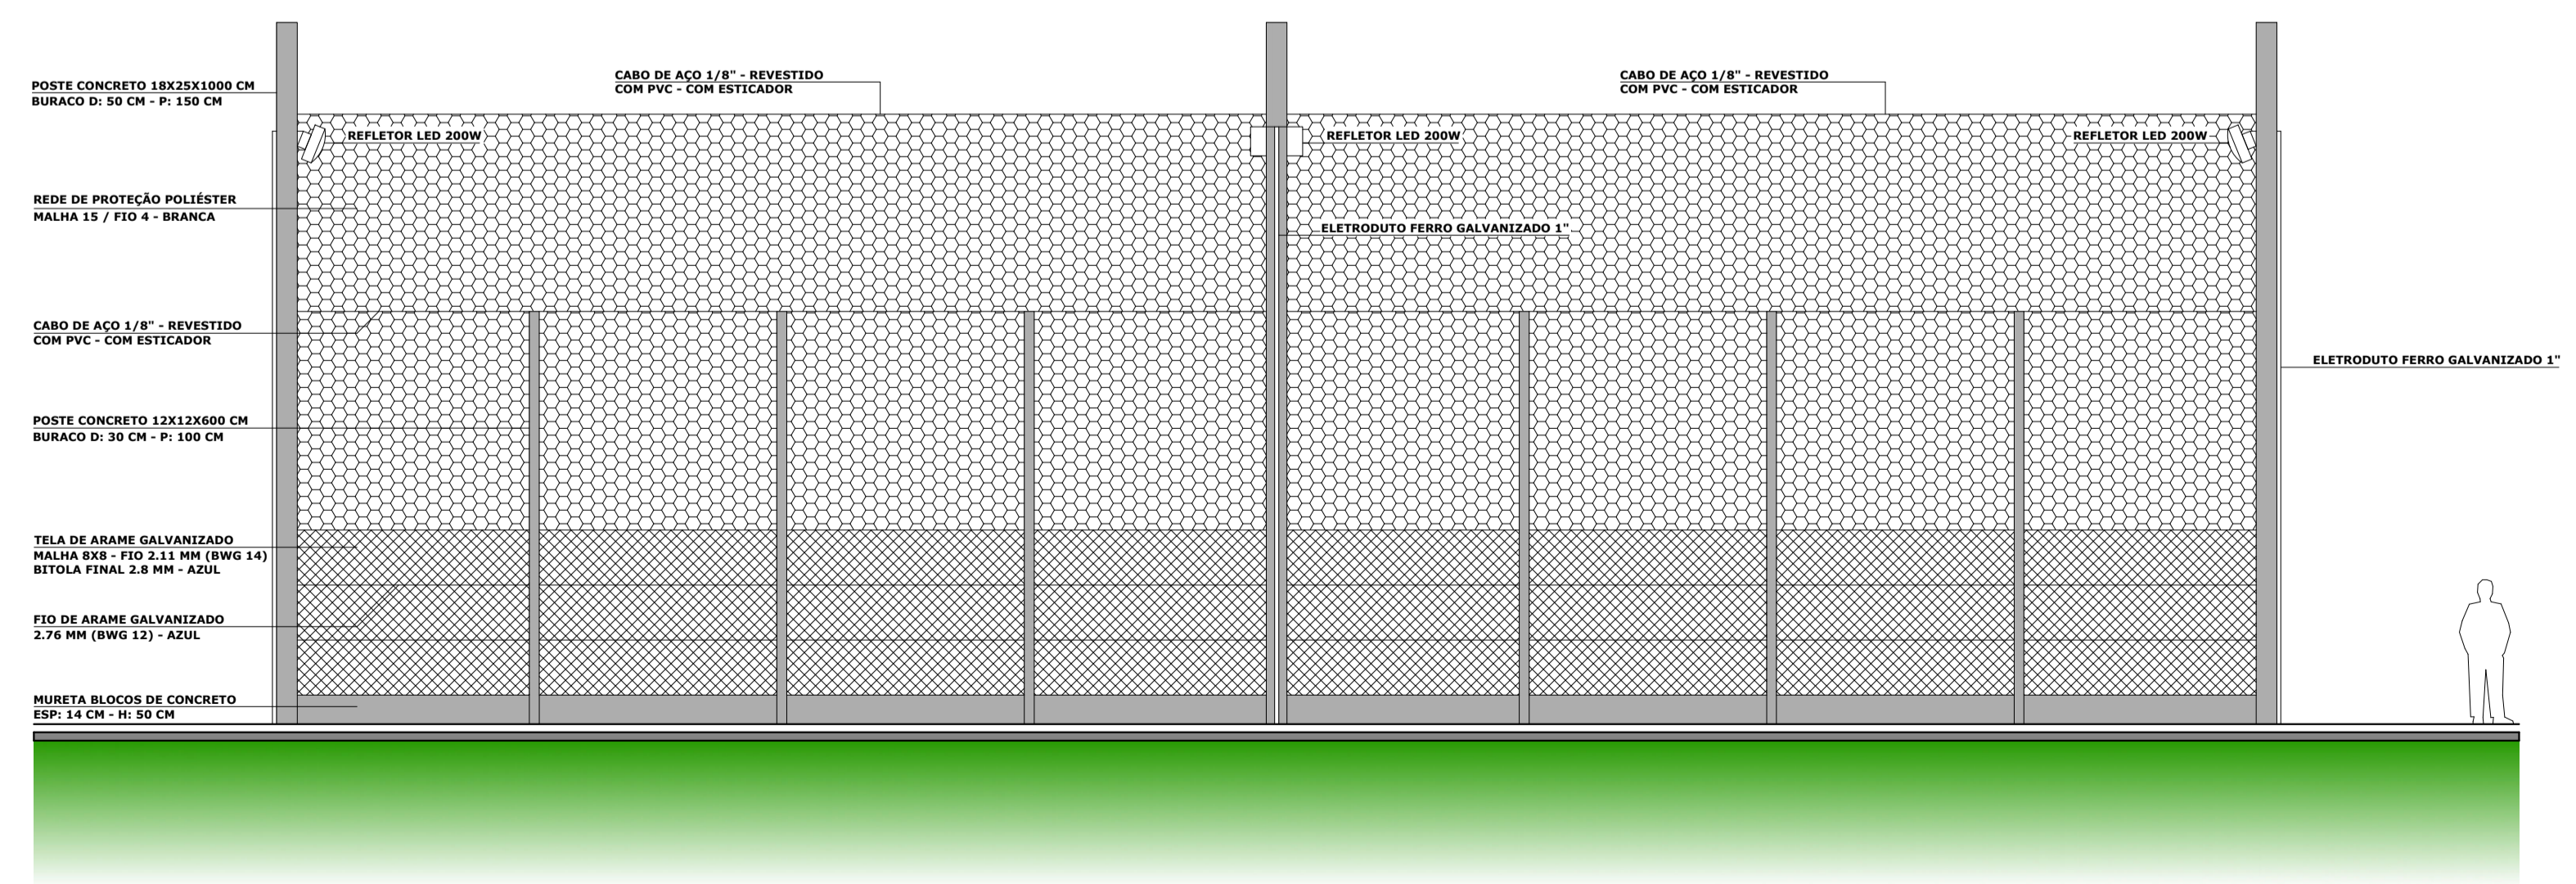 POSTE CONCRETO 18X25X1000 CM
BURACO D: 50 CM - P: 150 CM
CABO DE AÇO 1/8" - REVESTIDO
COM PVC - COM ESTICADOR
CABO DE AÇO 1/8" - REVESTIDO
COM PVC - COM ESTICADOR
REFLETOR LED 200W
REFLETOR LED 200W
REFLETOR LED 200W
REDE DE PROTEÇÃO POLIÉSTER
MALHA 15 / FIO 4 - BRANCA
ELETRODUTO FERRO GALVANIZADO 1"
CABO DE AÇO 1/8" - REVESTIDO
COM PVC - COM ESTICADOR
ELETRODUTO FERRO GALVANIZADO 1"
POSTE CONCRETO 12X12X600 CM
BURACO D: 30 CM - P: 100 CM
TELA DE ARAME GALVANIZADO
MALHA 8X8 - FIO 2.11 MM (BWG 14)
BITOLA FINAL 2.8 MM - AZUL
FIO DE ARAME GALVANIZADO
2.76 MM (BWG 12) - AZUL
MURETA BLOCOS DE CONCRETO
ESP: 14 CM - H: 50 CM